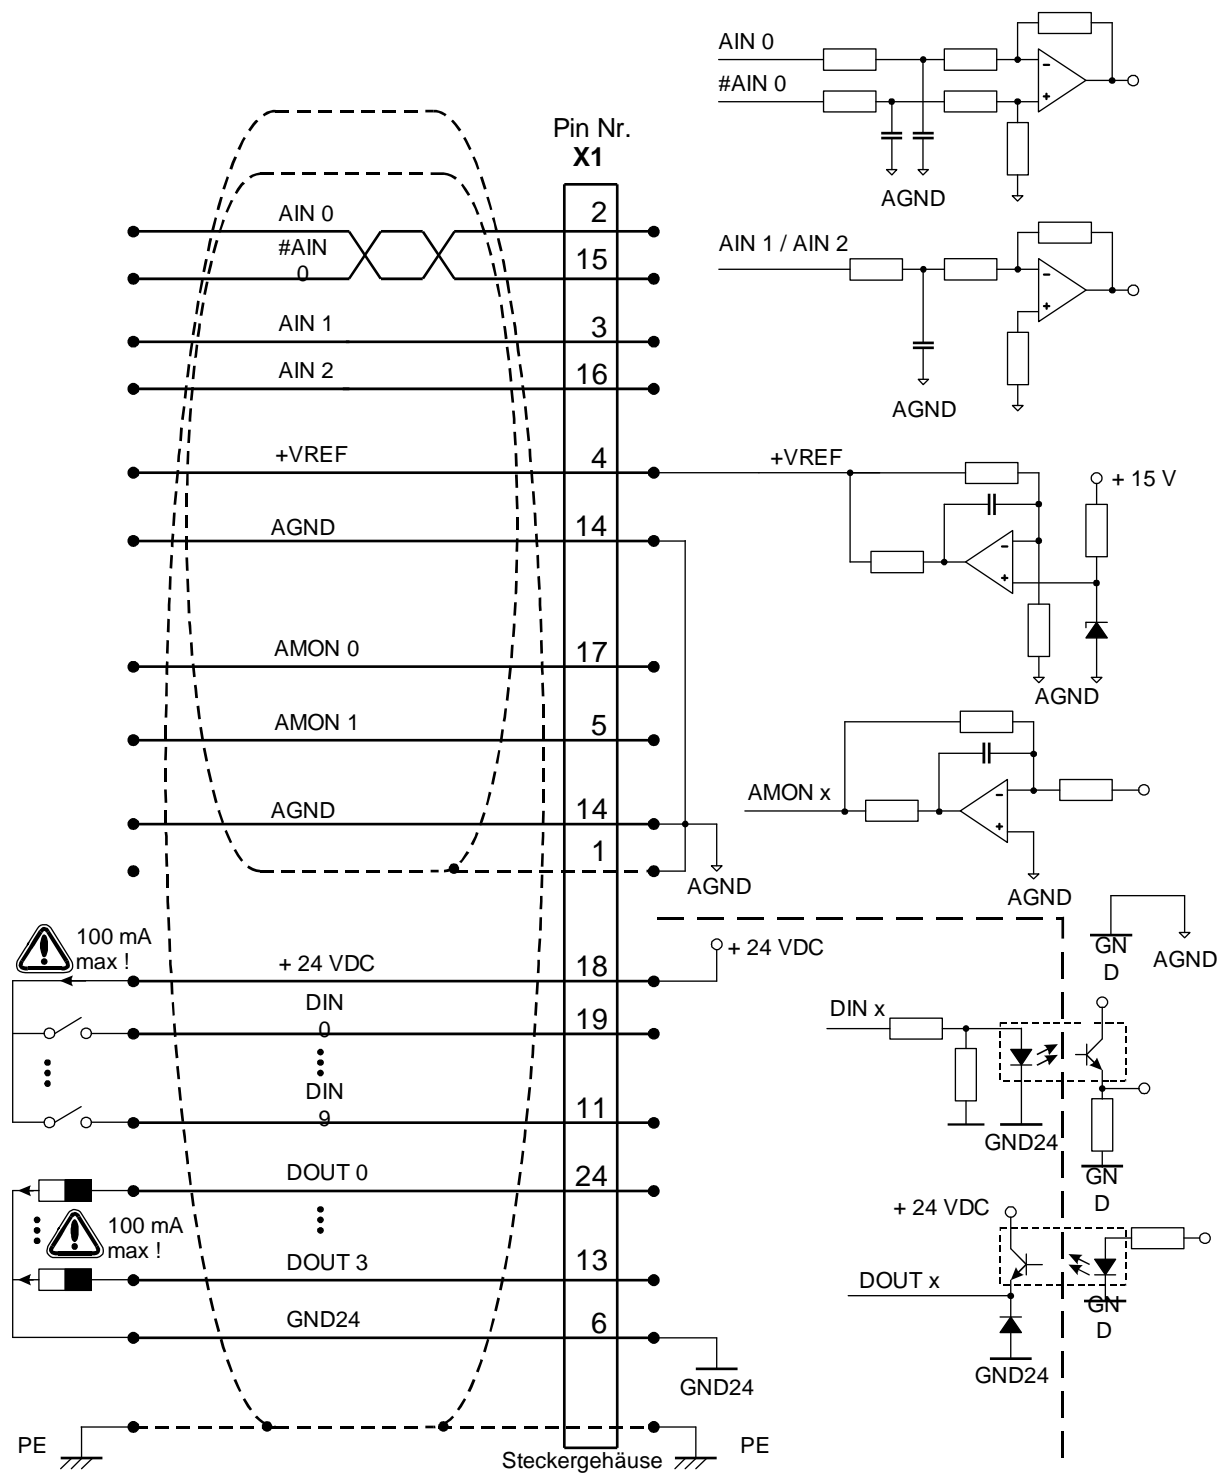 Pin Nr.
X1
AIN 0
2
#AIN
0
15
AIN 1
3
AIN 2
16
+VREF
4
AGND
14
AMON 0
17
AMON 1
5
AGND
14
1
AGND
100 mA
max !
+ 24 VDC
18
+ 24 VDC
DIN
0
19
DIN
9
11
DOUT 0
24
100 mA
max !
DOUT 3
13
GND24
6
GND24
PE
Steckergehäuse
PE
AIN 0
#AIN 0
AGND
AIN 1 / AIN 2
AGND
+VREF
+ 15 V
AGND
AMON x
AGND
GN
D
AGND
DIN x
GND24
GN
D
+ 24 VDC
DOUT x
GN
D
GND24